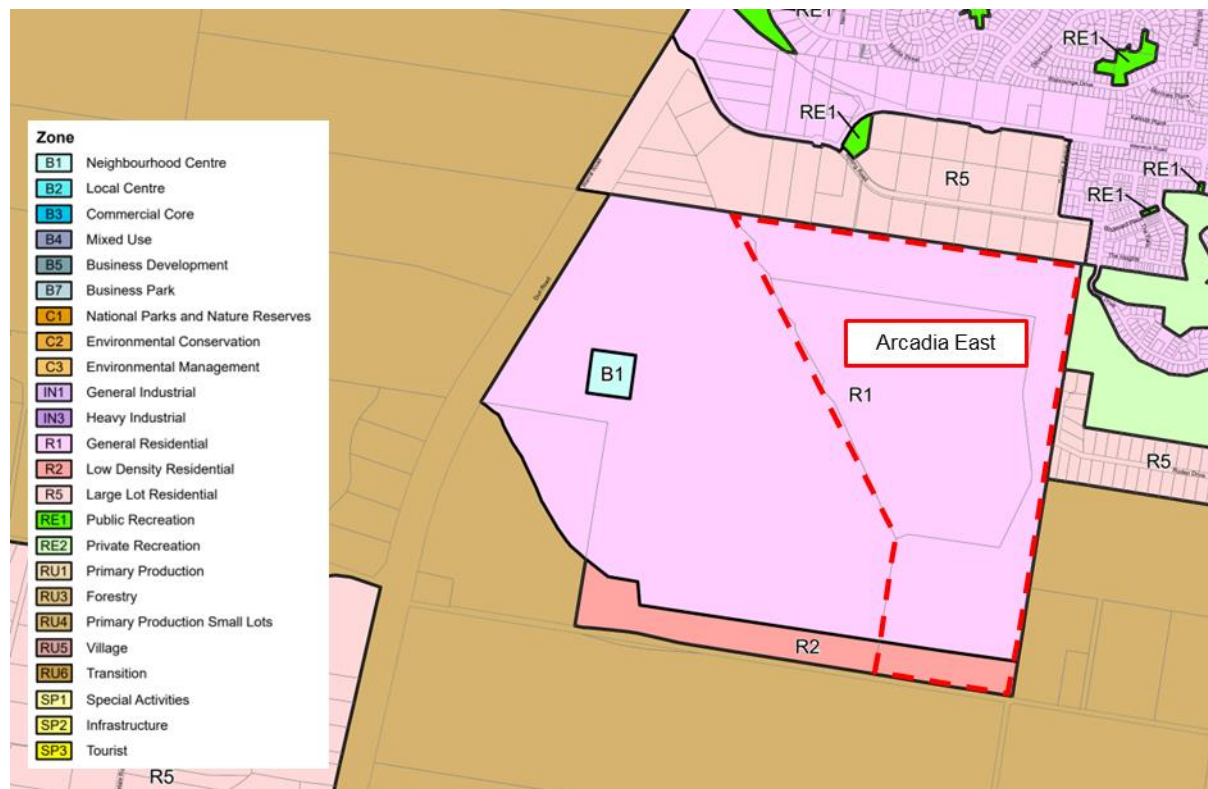 RE1
RE1
RE1
R5
RE1
RE1
Duri Road
B1
Arcadia East
R1
R5
R2
R5
Zone
B1 Neighbourhood Centre
B2 Local Centre
B3 Commercial Core
B4 Mixed Use
B5 Business Development
B7 Business Park
C1 National Parks and Nature Reserves
C2 Environmental Conservation
C3 Environmental Management
IN1 General Industrial
IN3 Heavy Industrial
R1 General Residential
R2 Low Density Residential
R5 Large Lot Residential
RE1 Public Recreation
RE2 Private Recreation
RU1 Primary Production
RU3 Forestry
RU4 Primary Production Small Lots
RU5 Village
RU6 Transition
SP1 Special Activities
SP2 Infrastructure
SP3 Tourist